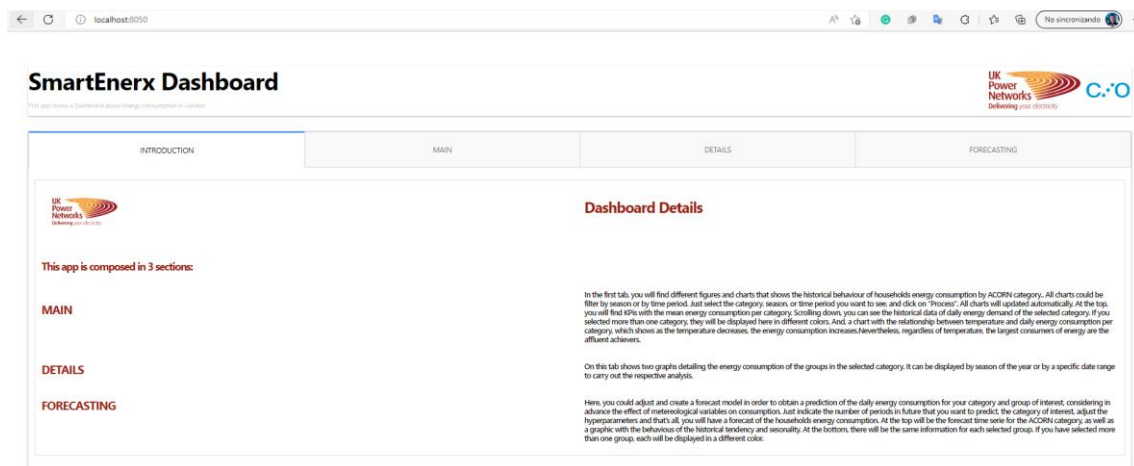 localhost:8050
No sincronizando
SmartEnerx Dashboard
This app shows a Dashboard about Energy consumption in London
UK
Power
Networks
Delivering your electricity
INTRODUCTION
MAIN
DETAILS
FORECASTING
UK
Power
Networks
Delivering your electricity
Dashboard Details
This app is composed in 3 sections:
MAIN
In the first tab, you will find different figures and charts that shows the historical behaviour of households energy consumption by ACORN category,. All charts could be
filter by season or by time period. Just select the category, season, or time period you want to see, and click on "Process". All charts will updated automatically. At the top,
you will find KPIs with the mean energy consumption per category. Scrolling down, you can see the historical data of daily energy demand of the selected category. If you
selected more than one category, they will be displayed here in different colors. And, a chart with the relationship between temperature and daily energy consumption per
category, which shows as the temperature decreases, the energy consumption increases.Nevertheless, regardless of temperature, the largest consumers of energy are the
affluent achievers.
DETAILS
On this tab shows two graphs detailing the energy consumption of the groups in the selected category. It can be displayed by season of the year or by a specific date range
to carry out the respective analysis.
FORECASTING
Here, you could adjust and create a forecast model in order to obtain a prediction of the daily energy consumption for your category and group of interest, considering in
advance the effect of metereological variables on consumption. Just indicate the number of periods in future that you want to predict, the category of interest, adjust the
hyperparameters and that's all, you will have a forecast of the households energy consumption. At the top will be the forecast time serie for the ACORN category, as well as
a graphic with the behaviour of the historical tendency and sesonality. At the bottom, there will be the same information for each selected group. If you have selected more
than one group, each will be displayed in a different color.